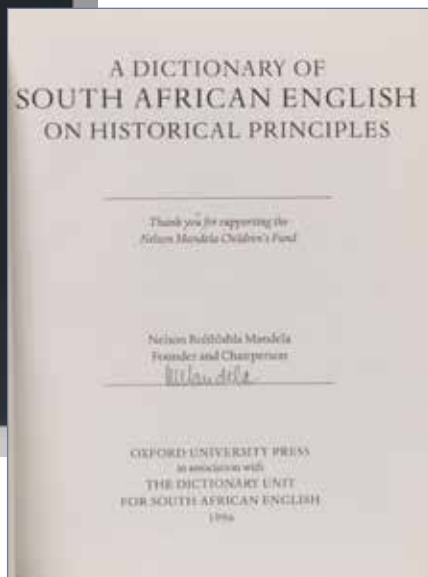 A DICTIONARY OF
SOUTH AFRICAN ENGLISH
ON HISTORICAL PRINCIPLES
Thank you for supporting the
Nelson Mandela Children's Fund
Nelson Rolihlahla Mandela
Founder and Chairperson
NMandela
OXFORD UNIVERSITY PRESS
in association with
THE DICTIONARY UNIT
FOR SOUTH AFRICAN ENGLISH
1996